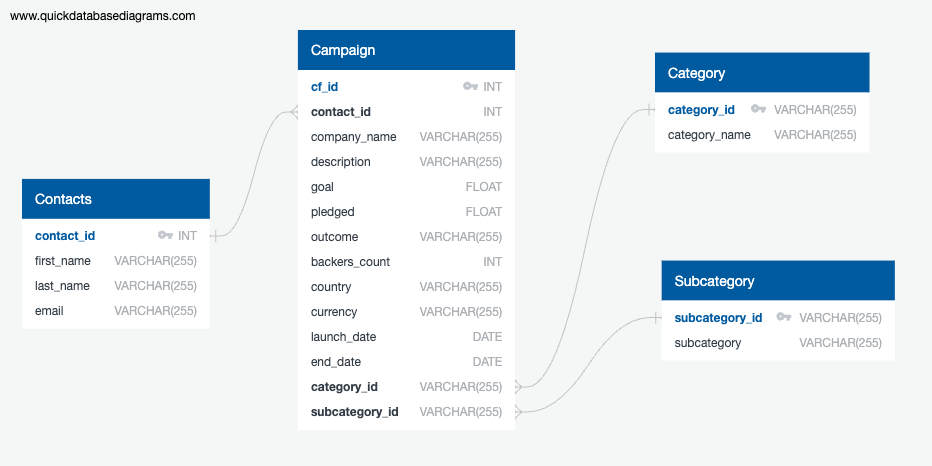 www.quickdatabasediagrams.com
Campaign
cf_id INT
contact_id INT
company_name VARCHAR(255)
description VARCHAR(255)
goal FLOAT
pledged FLOAT
outcome VARCHAR(255)
backers_count INT
country VARCHAR(255)
currency VARCHAR(255)
launch_date DATE
end_date DATE
category_id VARCHAR(255)
subcategory_id VARCHAR(255)
Contacts
contact_id INT
first_name VARCHAR(255)
last_name VARCHAR(255)
email VARCHAR(255)
Category
category_id VARCHAR(255)
category_name VARCHAR(255)
Subcategory
subcategory_id VARCHAR(255)
subcategory VARCHAR(255)